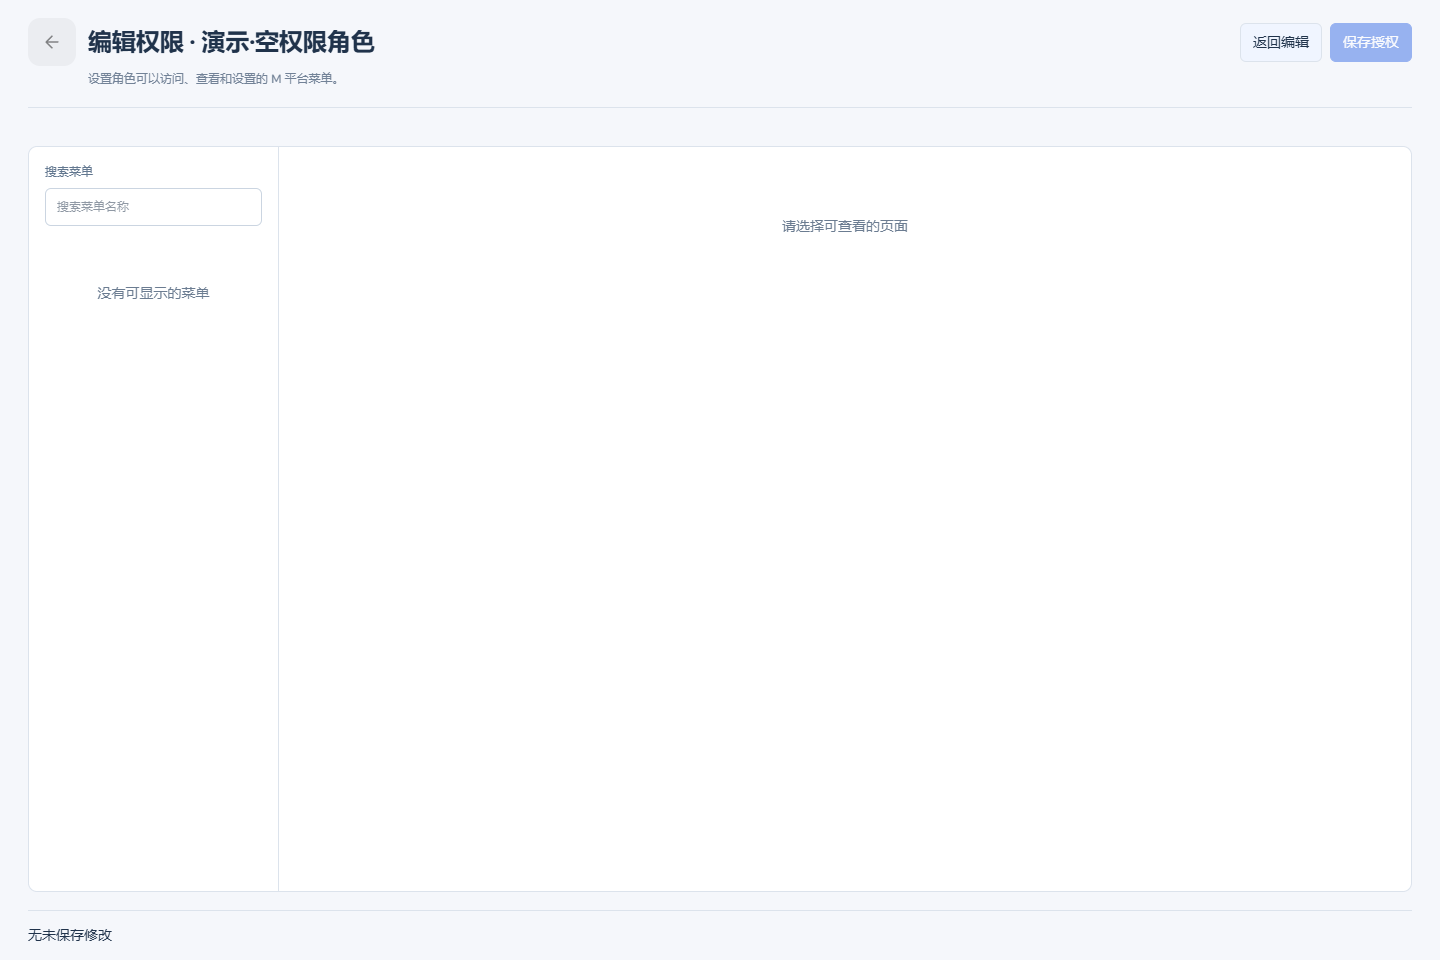 编辑权限 · 演示·空权限角色
返回编辑
保存授权
设置角色可以访问、查看和设置的 M 平台菜单。
搜索菜单
搜索菜单名称
没有可显示的菜单
请选择可查看的页面
无未保存修改